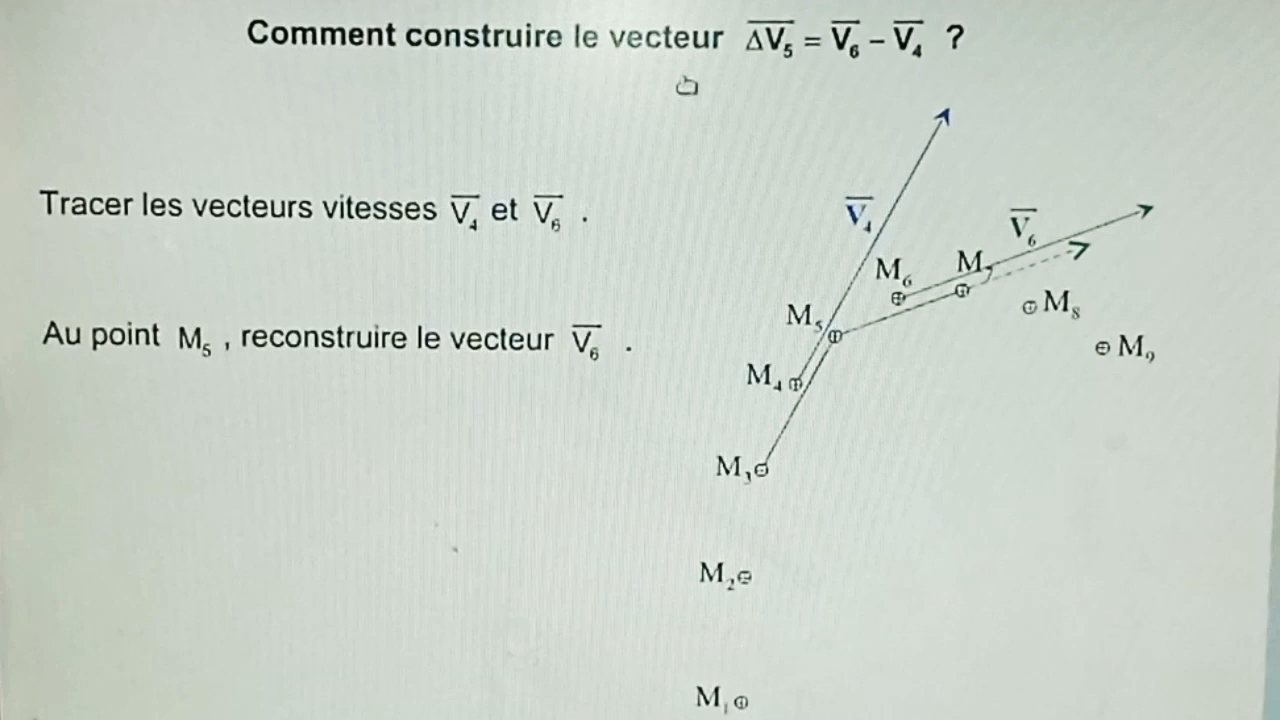 Comment construire le vecteur ΔV₅ = V₆ – V₄ ?
Tracer les vecteurs vitesses V₄ et V₆ .
V₄
V₆
M₆
M₇
M₈
Au point M₅ , reconstruire le vecteur V₆ .
M₅
M₉
M₄
M₃
M₂
M₁